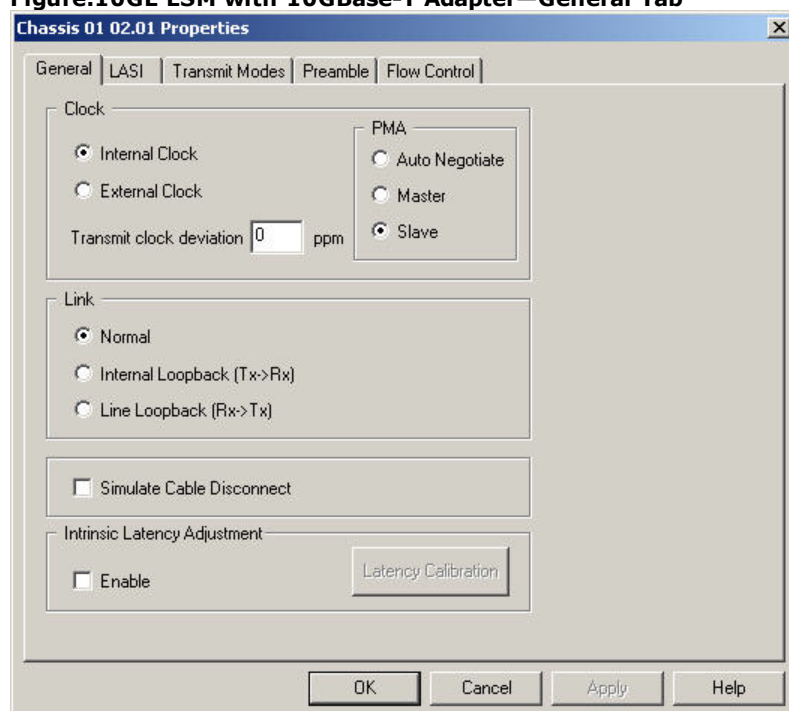 Figure:10GE LSM with 10GBase-T Adapter—General Tab
Chassis 01 02.01 Properties
General LASI Transmit Modes Preamble Flow Control
Clock
Internal Clock
External Clock
Transmit clock deviation 0 ppm
PMA
Auto Negotiate
Master
Slave
Link
Normal
Internal Loopback (Tx->Rx)
Line Loopback (Rx->Tx)
Simulate Cable Disconnect
Intrinsic Latency Adjustment
Enable
Latency Calibration
OK Cancel Apply Help